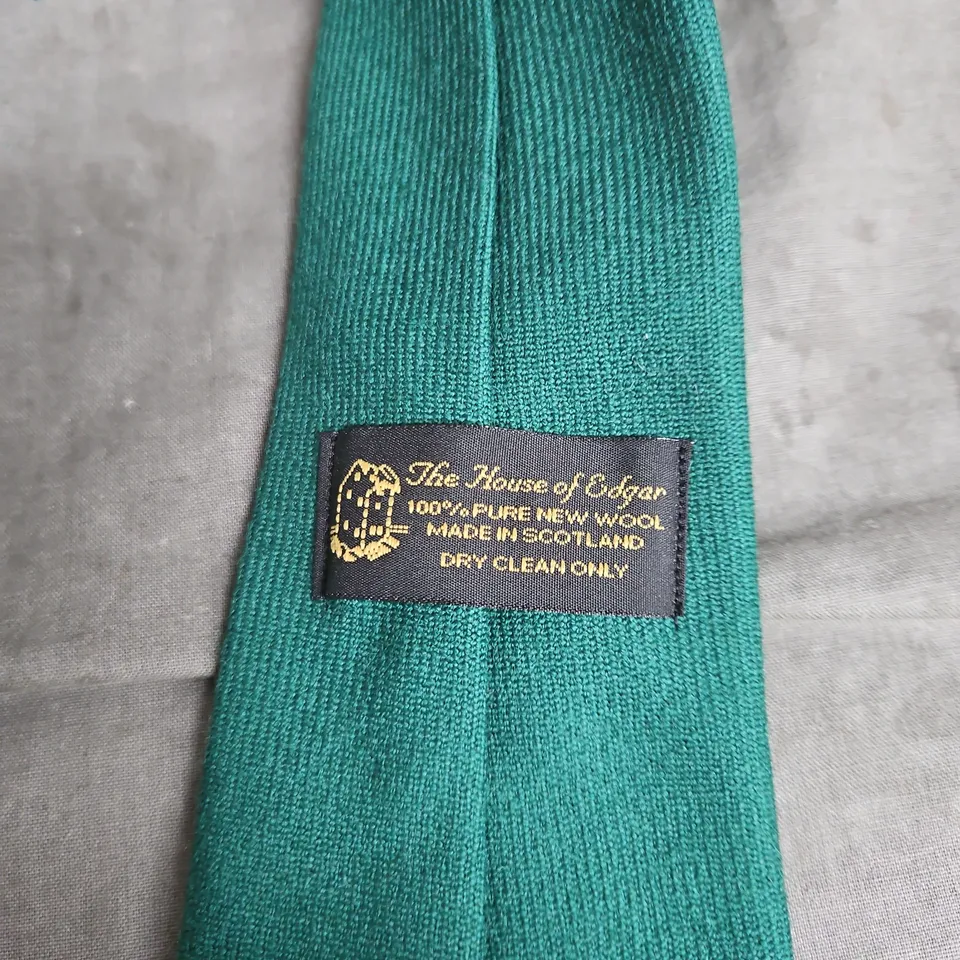 The House of Edgar
100% PURE NEW WOOL
MADE IN SCOTLAND
DRY CLEAN ONLY